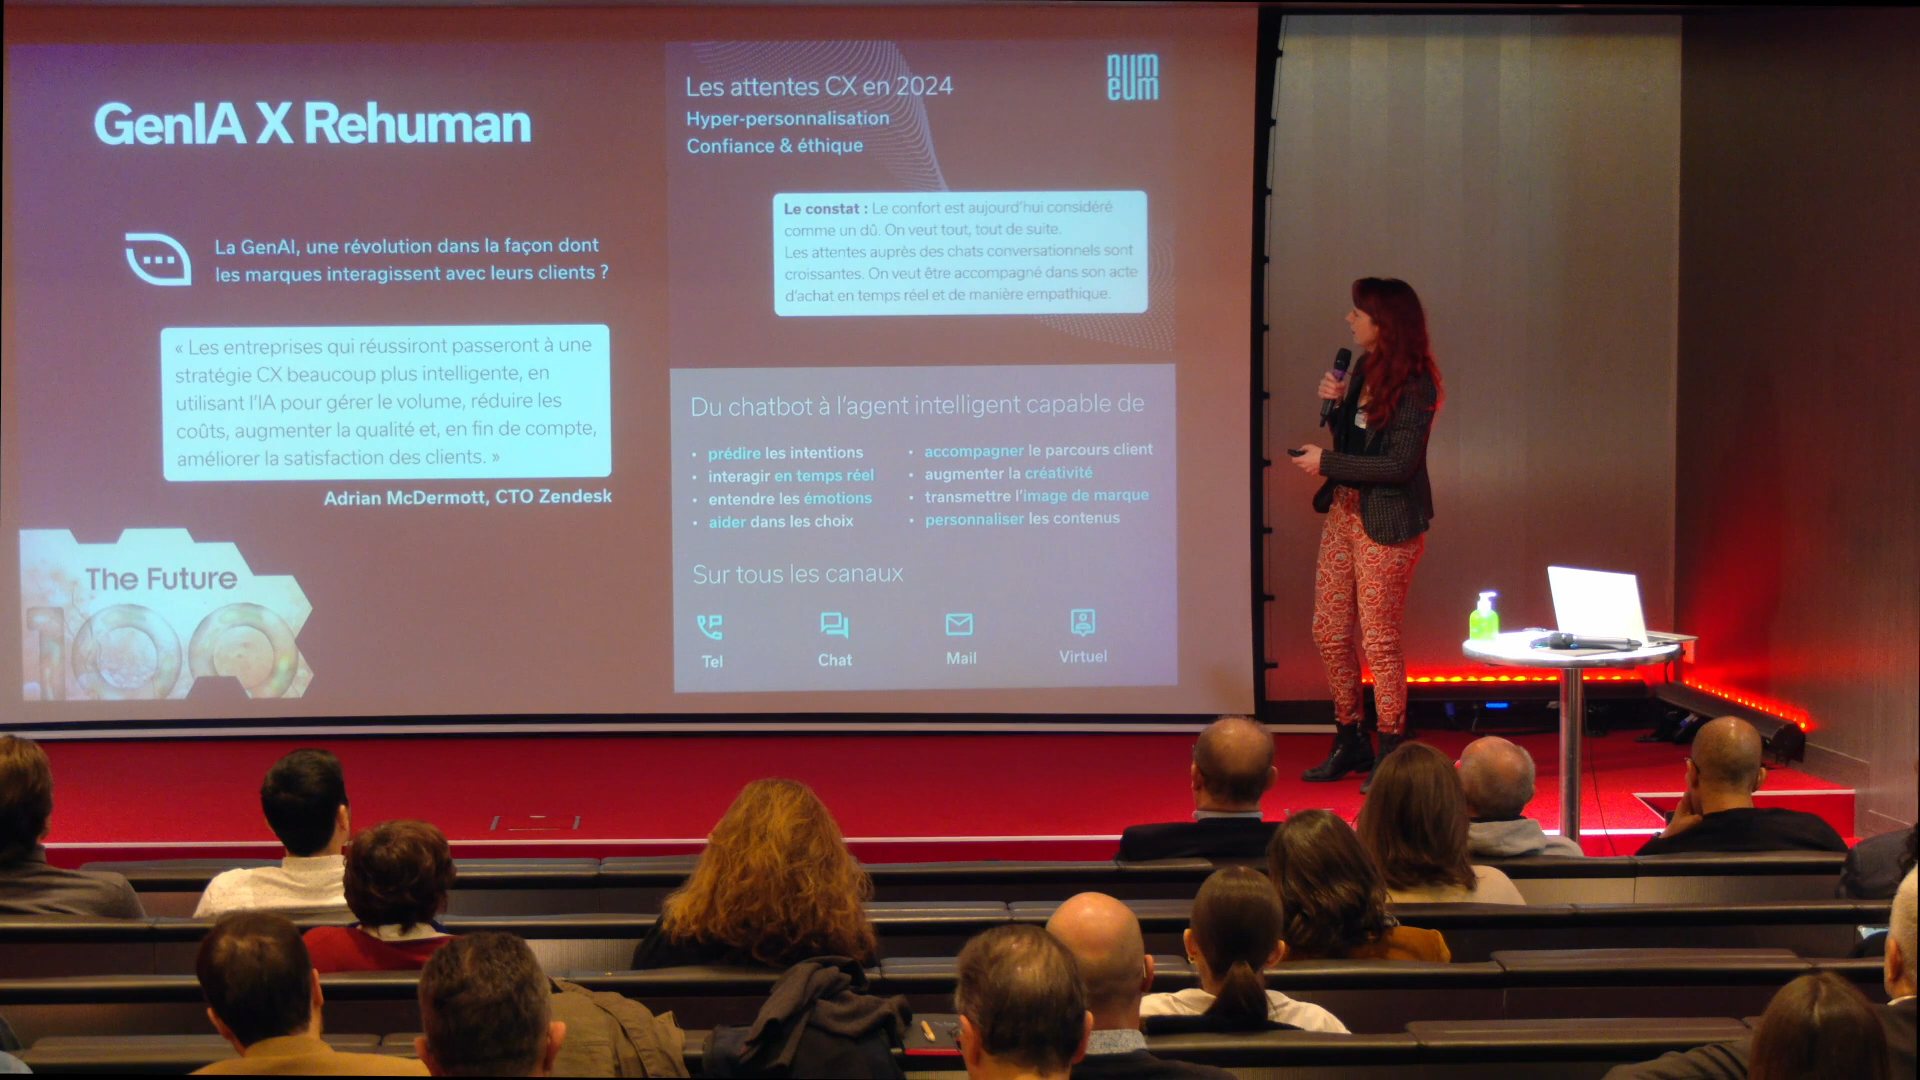 GenIA X Rehuman
La GenAI, une révolution dans la façon dont
les marques interagissent avec leurs clients ?
« Les entreprises qui réussiront passeront à une
stratégie CX beaucoup plus intelligente, en
utilisant l'IA pour gérer le volume, réduire les
coûts, augmenter la qualité et, en fin de compte,
améliorer la satisfaction des clients. »
Adrian McDermott, CTO Zendesk
The Future
100
Les attentes CX en 2024
Hyper-personnalisation
Confiance & éthique
num
eum
Le constat : Le confort est aujourd'hui considéré
comme un dû. On veut tout, tout de suite.
Les attentes auprès des chats conversationnels sont
croissantes. On veut être accompagné dans son acte
d'achat en temps réel et de manière empathique.
Du chatbot à l'agent intelligent capable de
• prédire les intentions
• interagir en temps réel
• entendre les émotions
• aider dans les choix
• accompagner le parcours client
• augmenter la créativité
• transmettre l'image de marque
• personnaliser les contenus
Sur tous les canaux
Tel
Chat
Mail
Virtuel